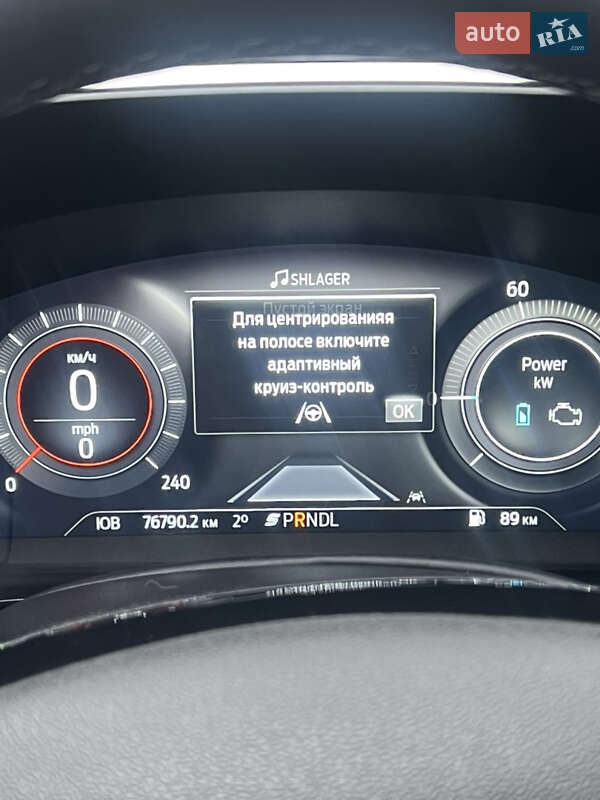 auto RIA.com
SHLAGER
60
Пустой экран
Для центрированияя
на полосе включите
адаптивный
круиз-контроль
OK
км/ч
0
mph
0
0
240
Power
kW
0
ЮВ 76790.2 км 2° PRNDL 89 км